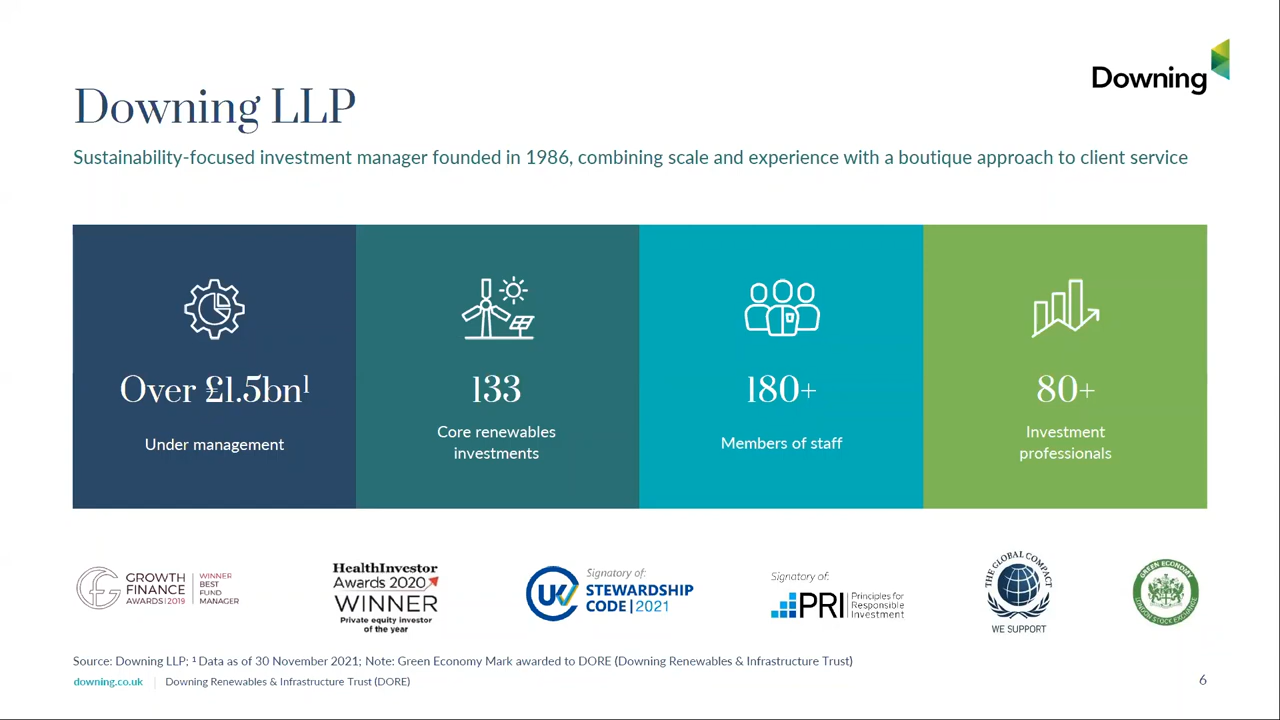 Downing
Downing LLP
Sustainability-focused investment manager founded in 1986, combining scale and experience with a boutique approach to client service
Over £1.5bn¹
Under management
133
Core renewables
investments
180+
Members of staff
80+
Investment
professionals
GROWTH
FINANCE
AWARDS|2019
WINNER
BEST
FUND
MANAGER
HealthInvestor
Awards 2020
WINNER
Private equity investor
of the year
UK
Signatory of:
STEWARDSHIP
CODE | 2021
Signatory of:
PRI
Principles for
Responsible
Investment
THE GLOBAL COMPACT
WE SUPPORT
GREEN ECONOMY
LONDON STOCK EXCHANGE
Source: Downing LLP; ¹ Data as of 30 November 2021; Note: Green Economy Mark awarded to DORE (Downing Renewables & Infrastructure Trust)
downing.co.uk | Downing Renewables & Infrastructure Trust (DORE)
6